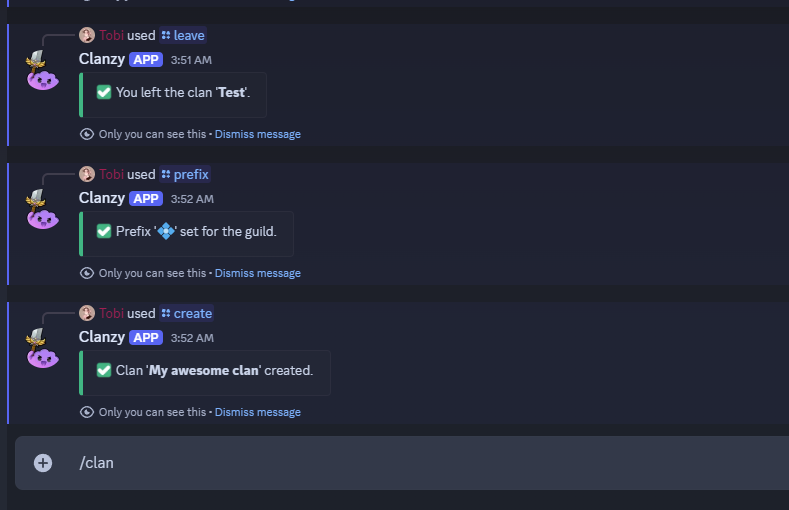 Tobi used leave
Clanzy APP 3:51 AM
✅ You left the clan 'Test'.
Only you can see this • Dismiss message
Tobi used prefix
Clanzy APP 3:52 AM
✅ Prefix '💠' set for the guild.
Only you can see this • Dismiss message
Tobi used create
Clanzy APP 3:52 AM
✅ Clan 'My awesome clan' created.
Only you can see this • Dismiss message
/clan